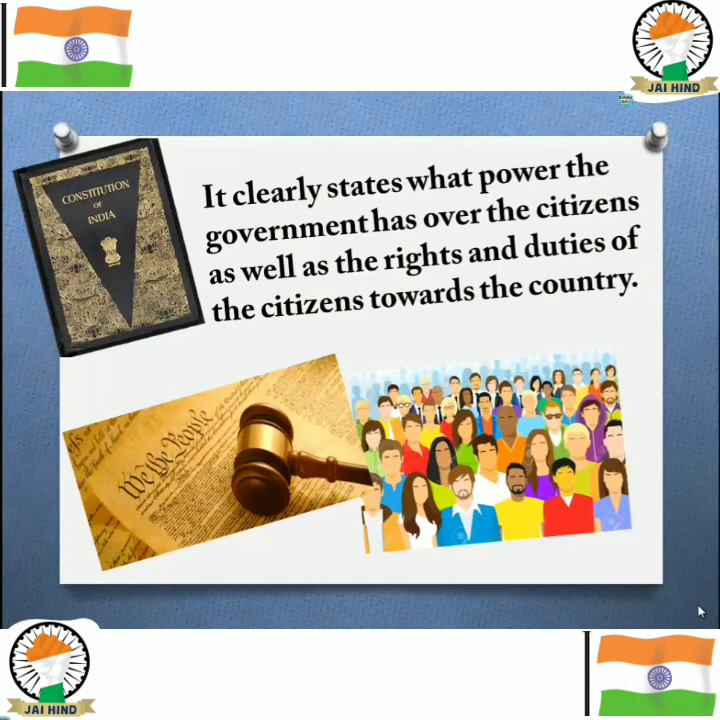 JAI HIND
CONSTITUTION
OF
INDIA
It clearly states what power the
government has over the citizens
as well as the rights and duties of
the citizens towards the country.
We the People
JAI HIND